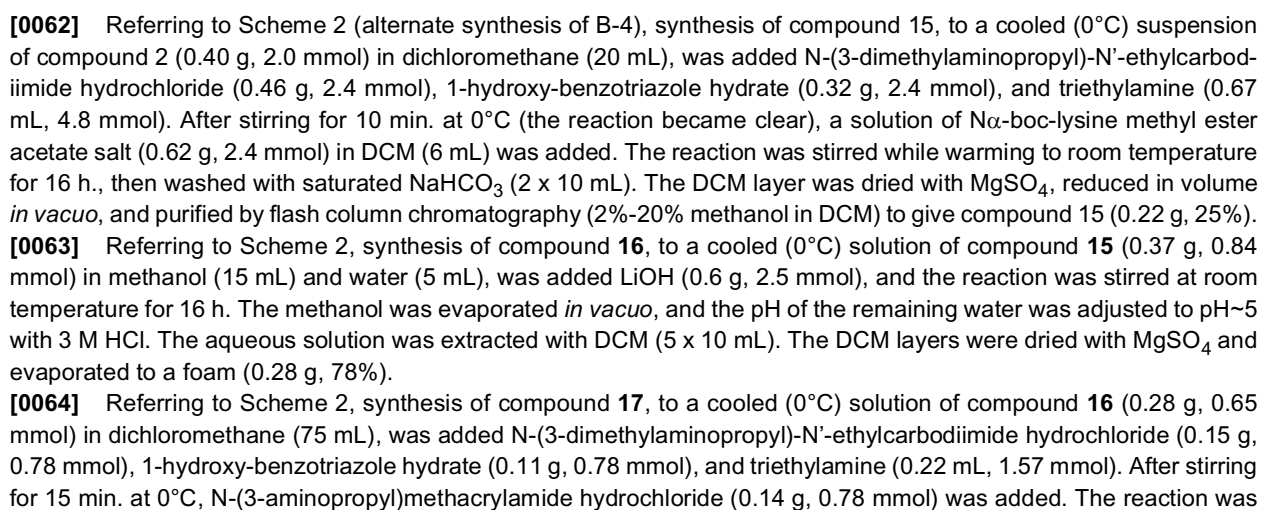 [0062] Referring to Scheme 2 (alternate synthesis of B-4), synthesis of compound 15, to a cooled (0°C) suspension
of compound 2 (0.40 g, 2.0 mmol) in dichloromethane (20 mL), was added N-(3-dimethylaminopropyl)-N'-ethylcarbod-
iimide hydrochloride (0.46 g, 2.4 mmol), 1-hydroxy-benzotriazole hydrate (0.32 g, 2.4 mmol), and triethylamine (0.67
mL, 4.8 mmol). After stirring for 10 min. at 0°C (the reaction became clear), a solution of Nα-boc-lysine methyl ester
acetate salt (0.62 g, 2.4 mmol) in DCM (6 mL) was added. The reaction was stirred while warming to room temperature
for 16 h., then washed with saturated NaHCO₃ (2 x 10 mL). The DCM layer was dried with MgSO₄, reduced in volume
in vacuo, and purified by flash column chromatography (2%-20% methanol in DCM) to give compound 15 (0.22 g, 25%).
[0063] Referring to Scheme 2, synthesis of compound 16, to a cooled (0°C) solution of compound 15 (0.37 g, 0.84
mmol) in methanol (15 mL) and water (5 mL), was added LiOH (0.6 g, 2.5 mmol), and the reaction was stirred at room
temperature for 16 h. The methanol was evaporated in vacuo, and the pH of the remaining water was adjusted to pH~5
with 3 M HCl. The aqueous solution was extracted with DCM (5 x 10 mL). The DCM layers were dried with MgSO₄ and
evaporated to a foam (0.28 g, 78%).
[0064] Referring to Scheme 2, synthesis of compound 17, to a cooled (0°C) solution of compound 16 (0.28 g, 0.65
mmol) in dichloromethane (75 mL), was added N-(3-dimethylaminopropyl)-N'-ethylcarbodiimide hydrochloride (0.15 g,
0.78 mmol), 1-hydroxy-benzotriazole hydrate (0.11 g, 0.78 mmol), and triethylamine (0.22 mL, 1.57 mmol). After stirring
for 15 min. at 0°C, N-(3-aminopropyl)methacrylamide hydrochloride (0.14 g, 0.78 mmol) was added. The reaction was